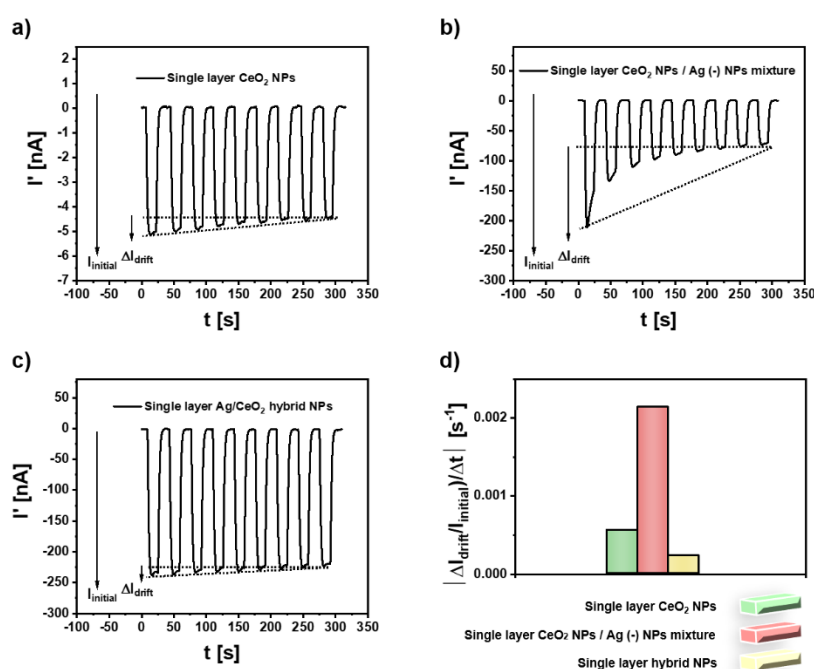 a)
2
1
0
-1
-2
-3
-4
-5
-6
-7
I' [nA]
Single layer CeO₂ NPs
I_initial ΔI_drift
-100 -50 0 50 100 150 200 250 300 350
t [s]
b)
50
0
-50
-100
-150
-200
-250
-300
I' [nA]
Single layer CeO₂ NPs / Ag (-) NPs mixture
I_initial ΔI_drift
-100 -50 0 50 100 150 200 250 300 350
t [s]
c)
50
0
-50
-100
-150
-200
-250
-300
I' [nA]
Single layer Ag/CeO₂ hybrid NPs
I_initial ΔI_drift
-100 -50 0 50 100 150 200 250 300 350
t [s]
d)
0.002
0.001
0.000
|ΔI_drift/I_initial)/Δt| [s⁻¹]
Single layer CeO₂ NPs
Single layer CeO₂ NPs / Ag (-) NPs mixture
Single layer hybrid NPs